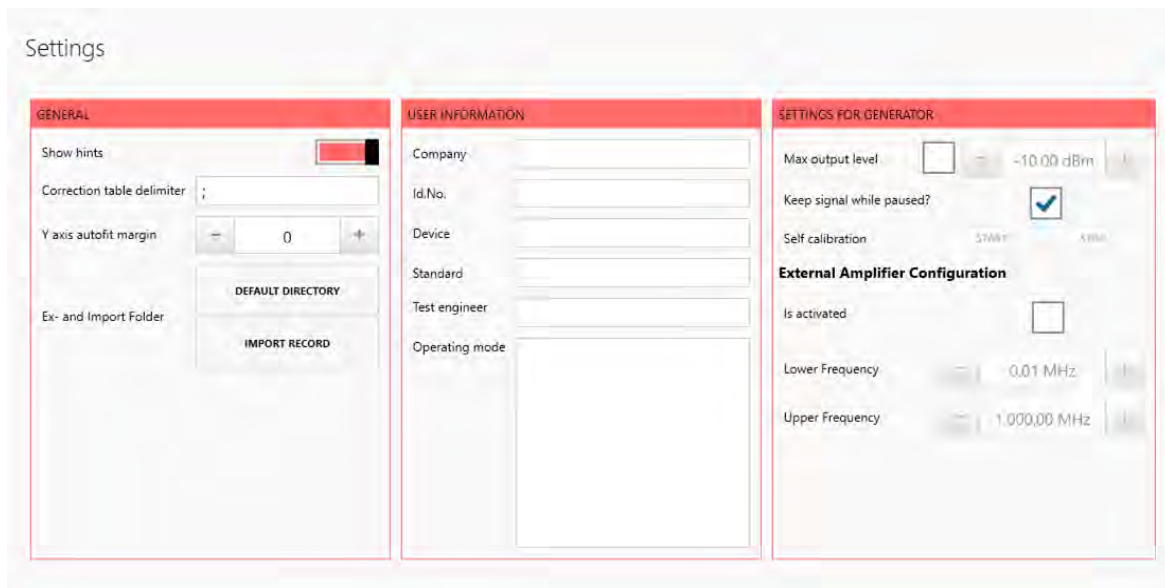 Settings
GENERAL
Show hints
Correction table delimiter ;
Y axis autofit margin − 0 +
Ex- and Import Folder
DEFAULT DIRECTORY
IMPORT RECORD
USER INFORMATION
Company
Id.No.
Device
Standard
Test engineer
Operating mode
SETTINGS FOR GENERATOR
Max output level − -10.00 dBm +
Keep signal while paused?
Self calibration START
External Amplifier Configuration
Is activated
Lower Frequency − 0,01 MHz +
Upper Frequency − 1.000,00 MHz +